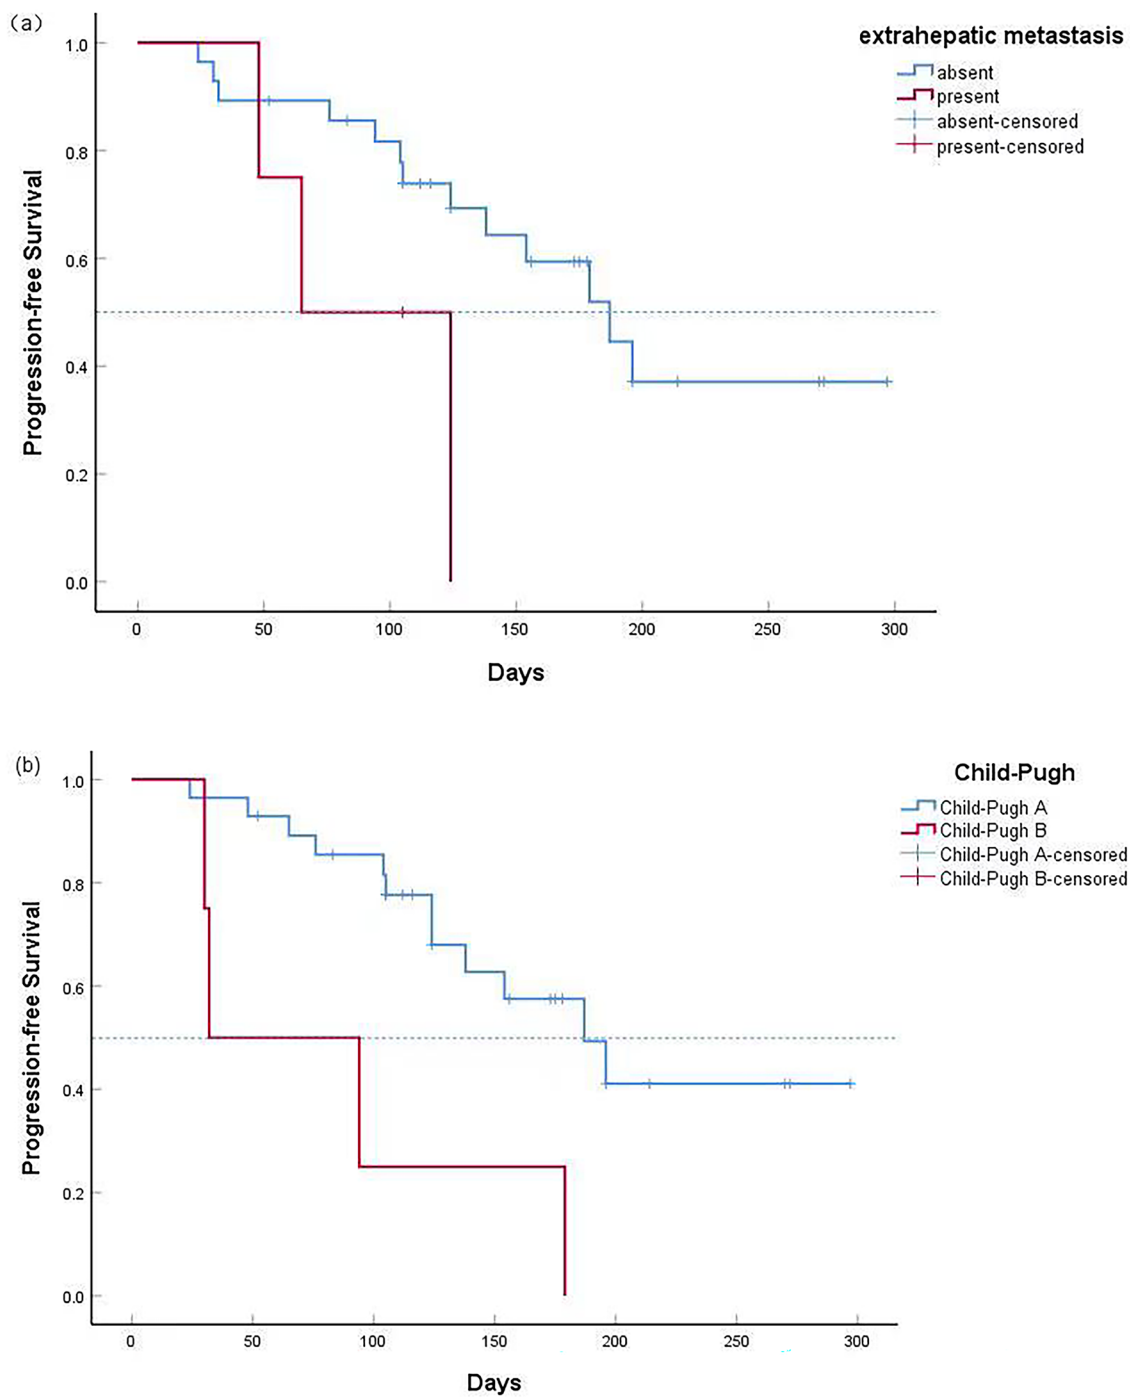 (a)
extrahepatic metastasis
absent
present
absent-censored
present-censored
Progression-free Survival
1.0
0.8
0.6
0.4
0.2
0.0
0 50 100 150 200 250 300
Days
(b)
Child-Pugh
Child-Pugh A
Child-Pugh B
Child-Pugh A-censored
Child-Pugh B-censored
Progression-free Survival
1.0
0.8
0.6
0.4
0.2
0.0
0 50 100 150 200 250 300
Days